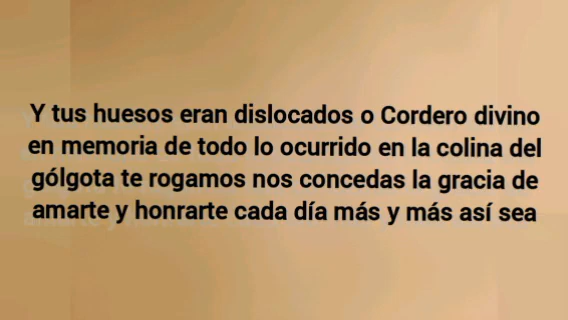 Y tus huesos eran dislocados o Cordero divino
en memoria de todo lo ocurrido en la colina del
gólgota te rogamos nos concedas la gracia de
amarte y honrarte cada día más y más así sea